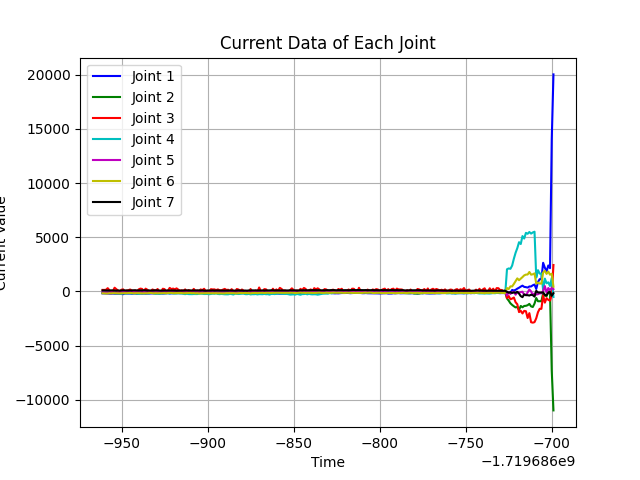 Current Data of Each Joint
Joint 1
Joint 2
Joint 3
Joint 4
Joint 5
Joint 6
Joint 7
20000
15000
10000
5000
0
−5000
−10000
Current Value
−950
−900
−850
−800
−750
−700
Time
−1.719686e9